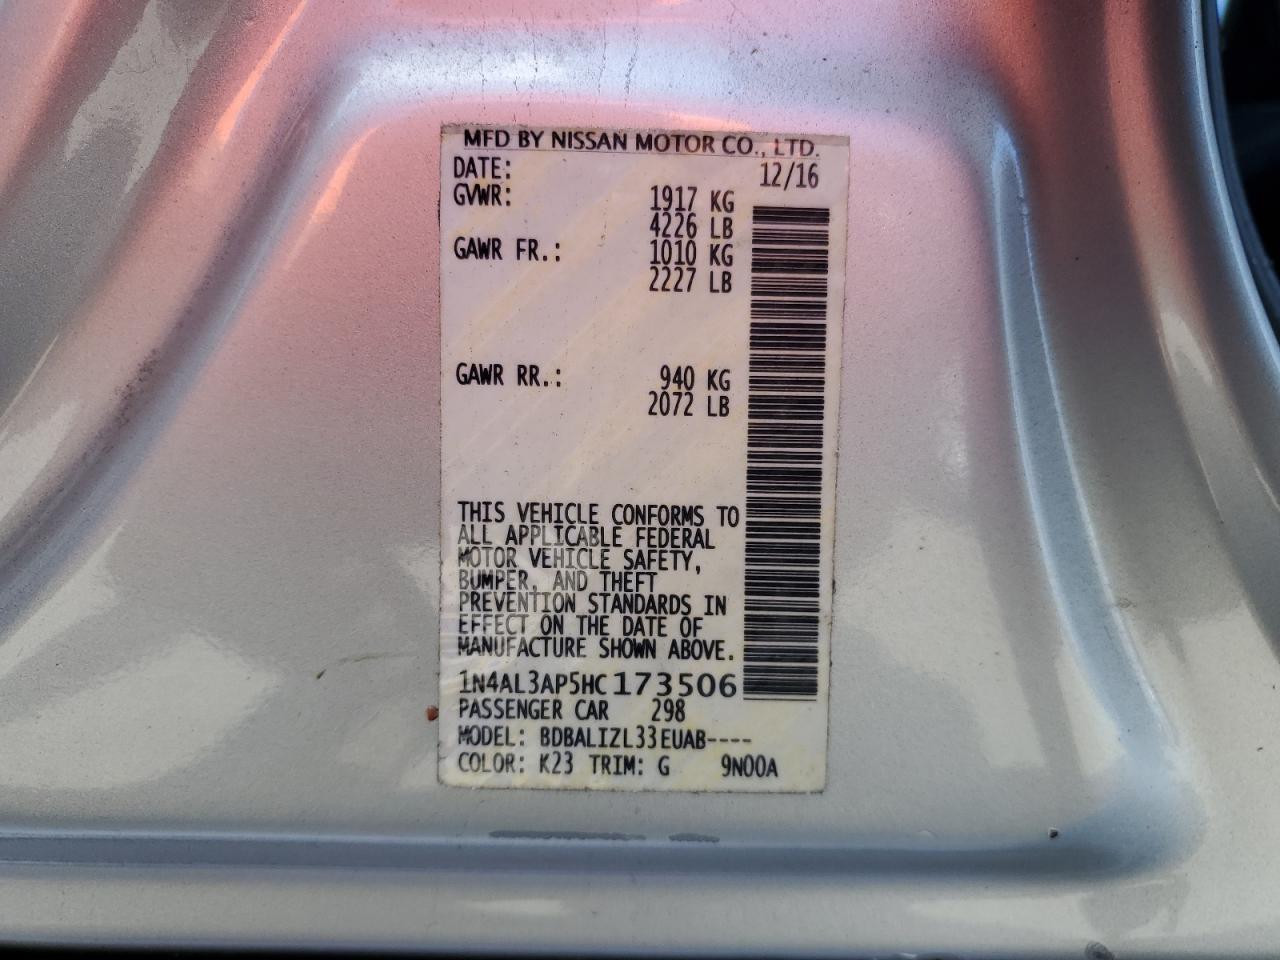 MFD BY NISSAN MOTOR CO., LTD.
DATE: 12/16
GVWR: 1917 KG
4226 LB
GAWR FR.: 1010 KG
2227 LB
GAWR RR.: 940 KG
2072 LB
THIS VEHICLE CONFORMS TO
ALL APPLICABLE FEDERAL
MOTOR VEHICLE SAFETY,
BUMPER, AND THEFT
PREVENTION STANDARDS IN
EFFECT ON THE DATE OF
MANUFACTURE SHOWN ABOVE.
1N4AL3AP5HC173506
PASSENGER CAR 298
MODEL: BDBALIZL33EUAB----
COLOR: K23 TRIM: G 9N00A